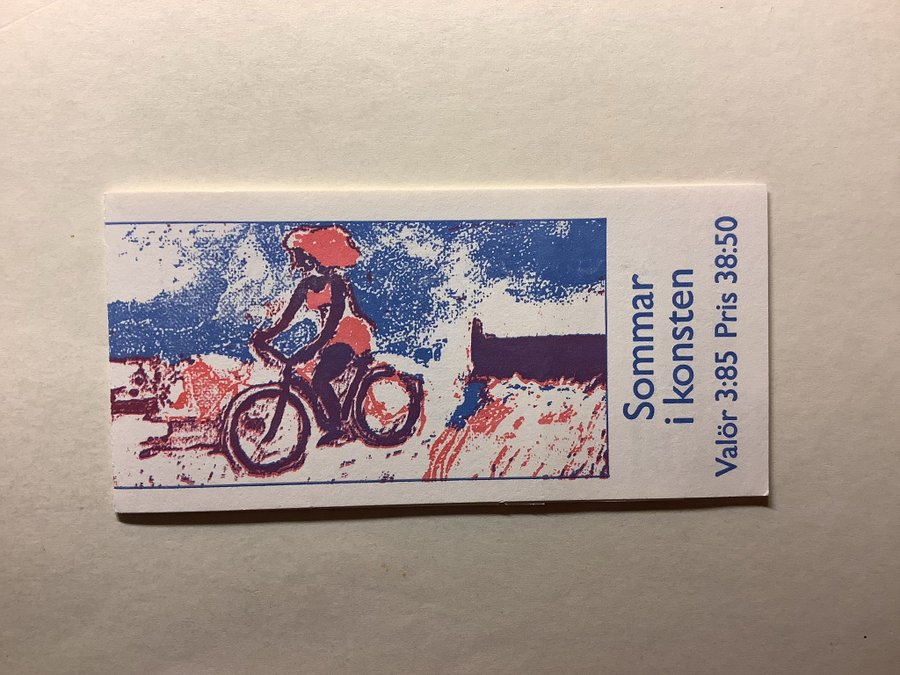 Sommar
i konsten
Valör 3:85 Pris 38:50